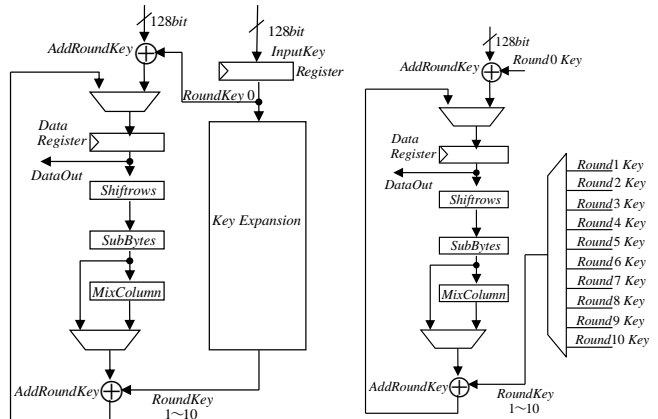 128bit
AddRoundKey
128bit
InputKey
Register
RoundKey 0
Data
Register
DataOut
Shiftrows
SubBytes
MixColumn
Key Expansion
AddRoundKey
RoundKey
1~10
128bit
Round0 Key
AddRoundKey
Data
Register
DataOut
Shiftrows
SubBytes
MixColumn
AddRoundKey
RoundKey
1~10
Round1 Key
Round2 Key
Round3 Key
Round4 Key
Round5 Key
Round6 Key
Round7 Key
Round8 Key
Round9 Key
Round10 Key